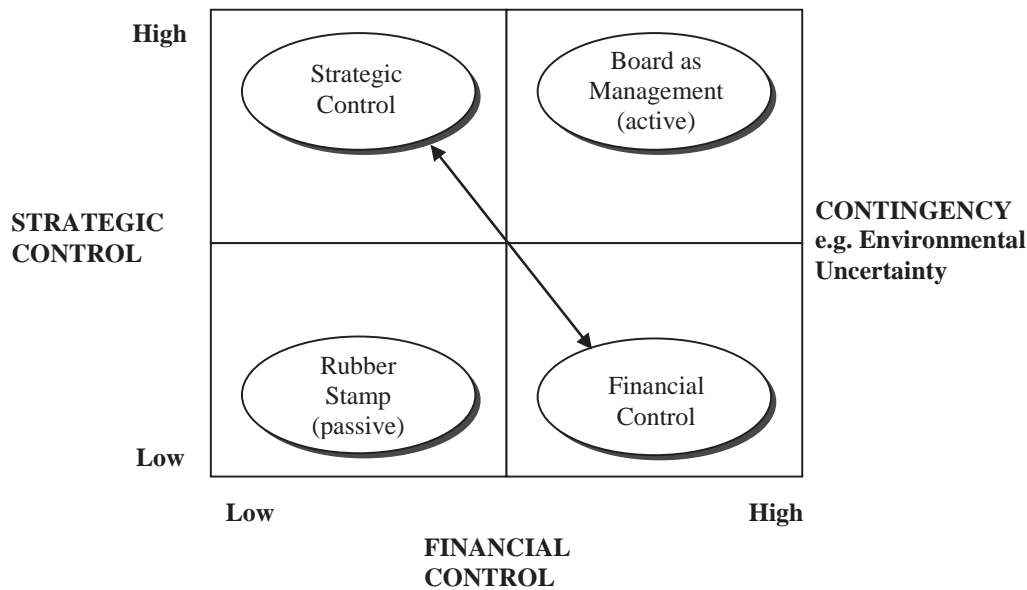 High
Strategic
Control
Board as
Management
(active)
STRATEGIC
CONTROL
CONTINGENCY
e.g. Environmental
Uncertainty
Rubber
Stamp
(passive)
Financial
Control
Low
Low
High
FINANCIAL
CONTROL